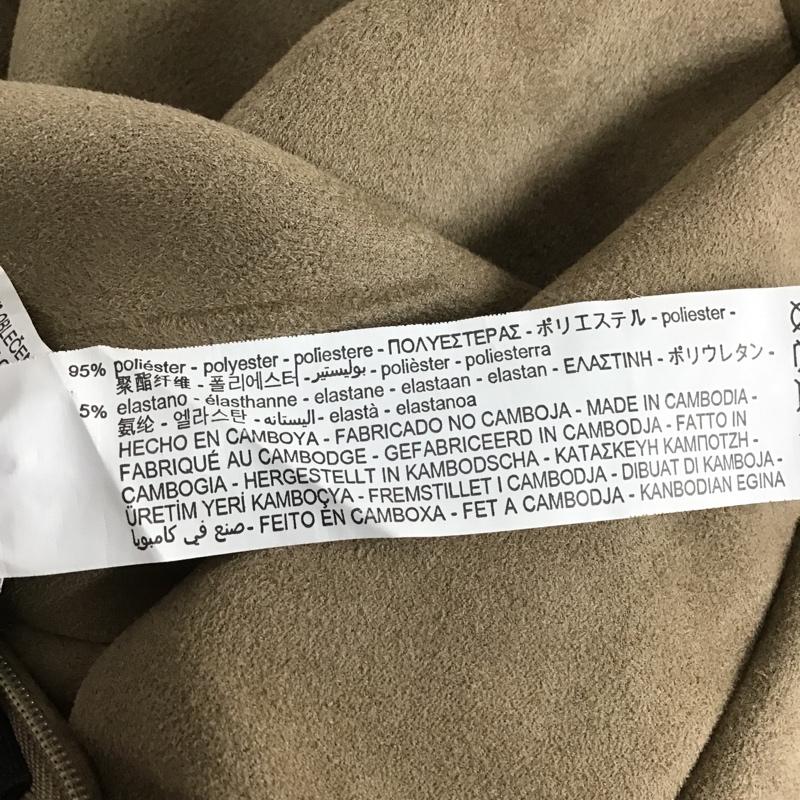 OBLEČEN
95% poliéster - polyester - poliestere - ΠΟΛΥΕΣΤΕΡΑΣ - ポリエステル - poliester -
聚酯纤维 - 폴리에스터 - بوليستير - polièster - poliesterra
5% elastano - élasthanne - elastane - elastaan - elastan - ΕΛΑΣΤΙΝΗ - ポリウレタン -
氨纶 - 엘라스탄 - اليستانه - elastà - elastanoa
HECHO EN CAMBOYA - FABRICADO NO CAMBOJA - MADE IN CAMBODIA -
FABRIQUÉ AU CAMBODGE - GEFABRICEERD IN CAMBODJA - FATTO IN
CAMBOGIA - HERGESTELLT IN KAMBODSCHA - ΚΑΤΑΣΚΕΥΗ ΚΑΜΠΟΤΖΗ -
ÜRETİM YERİ KAMBOÇYA - FREMSTILLET I CAMBODJA - DIBUAT DI KAMBOJA -
صنع في كامبوبا - FEITO EN CAMBOXA - FET A CAMBODJA - KANBODIAN EGINA